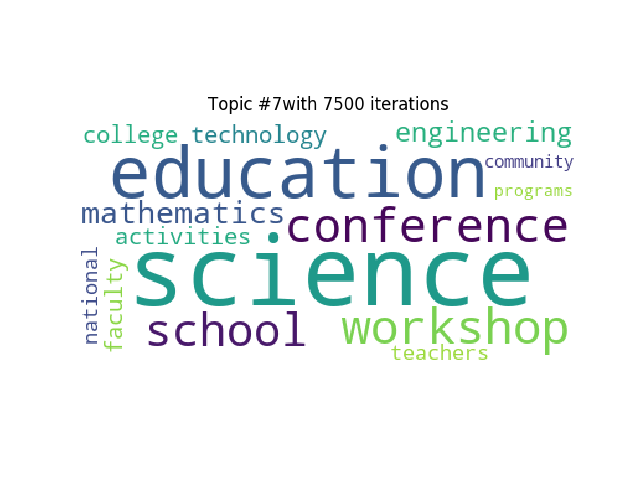 Topic #7with 7500 iterations
college technology engineering
education community
programs
mathematics conference
activities
science
national
faculty
school workshop
teachers